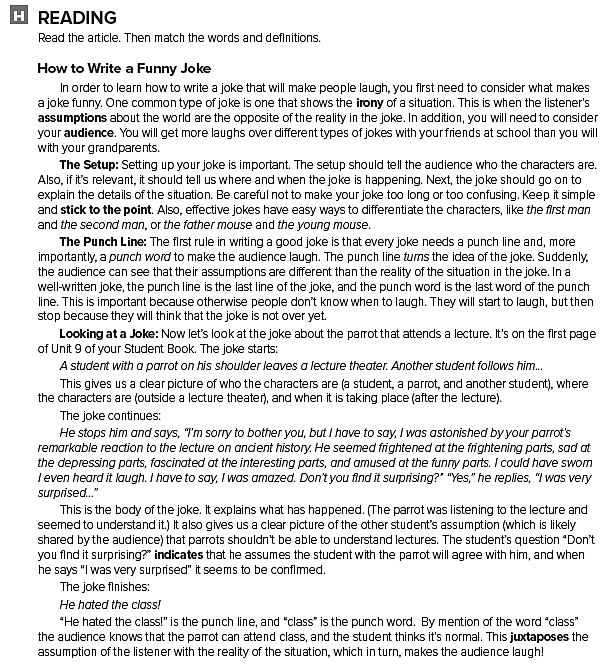 H READING
Read the article. Then match the words and definitions.
How to Write a Funny Joke
In order to learn how to write a joke that will make people laugh, you first need to consider what makes
a joke funny. One common type of joke is one that shows the irony of a situation. This is when the listener's
assumptions about the world are the opposite of the reality in the joke. In addition, you will need to consider
your audience. You will get more laughs over different types of jokes with your friends at school than you will
with your grandparents.
The Setup: Setting up your joke is important. The setup should tell the audience who the characters are.
Also, if it's relevant, it should tell us where and when the joke is happening. Next, the joke should go on to
explain the details of the situation. Be careful not to make your joke too long or too confusing. Keep it simple
and stick to the point. Also, effective jokes have easy ways to differentiate the characters, like the first man
and the second man, or the father mouse and the young mouse.
The Punch Line: The first rule in writing a good joke is that every joke needs a punch line and, more
importantly, a punch word to make the audience laugh. The punch line turns the idea of the joke. Suddenly,
the audience can see that their assumptions are different than the reality of the situation in the joke. In a
well-written joke, the punch line is the last line of the joke, and the punch word is the last word of the punch
line. This is important because otherwise people don't know when to laugh. They will start to laugh, but then
stop because they will think that the joke is not over yet.
Looking at a Joke: Now let's look at the joke about the parrot that attends a lecture. It's on the first page
of Unit 9 of your Student Book. The joke starts:
A student with a parrot on his shoulder leaves a lecture theater. Another student follows him...
This gives us a clear picture of who the characters are (a student, a parrot, and another student), where
the characters are (outside a lecture theater), and when it is taking place (after the lecture).
The joke continues:
He stops him and says, "I'm sorry to bother you, but I have to say, I was astonished by your parrot's
remarkable reaction to the lecture on ancient history. He seemed frightened at the frightening parts, sad at
the depressing parts, fascinated at the interesting parts, and amused at the funny parts. I could have sworn
I even heard it laugh. I have to say, I was amazed. Don't you find it surprising?" "Yes," he replies, "I was very
surprised..."
This is the body of the joke. It explains what has happened. (The parrot was listening to the lecture and
seemed to understand it.) It also gives us a clear picture of the other student's assumption (which is likely
shared by the audience) that parrots shouldn't be able to understand lectures. The student's question "Don't
you find it surprising?" indicates that he assumes the student with the parrot will agree with him, and when
he says "I was very surprised" it seems to be confirmed.
The joke finishes:
He hated the class!
"He hated the class!" is the punch line, and "class" is the punch word. By mention of the word "class"
the audience knows that the parrot can attend class, and the student thinks it's normal. This juxtaposes the
assumption of the listener with the reality of the situation, which in turn, makes the audience laugh!